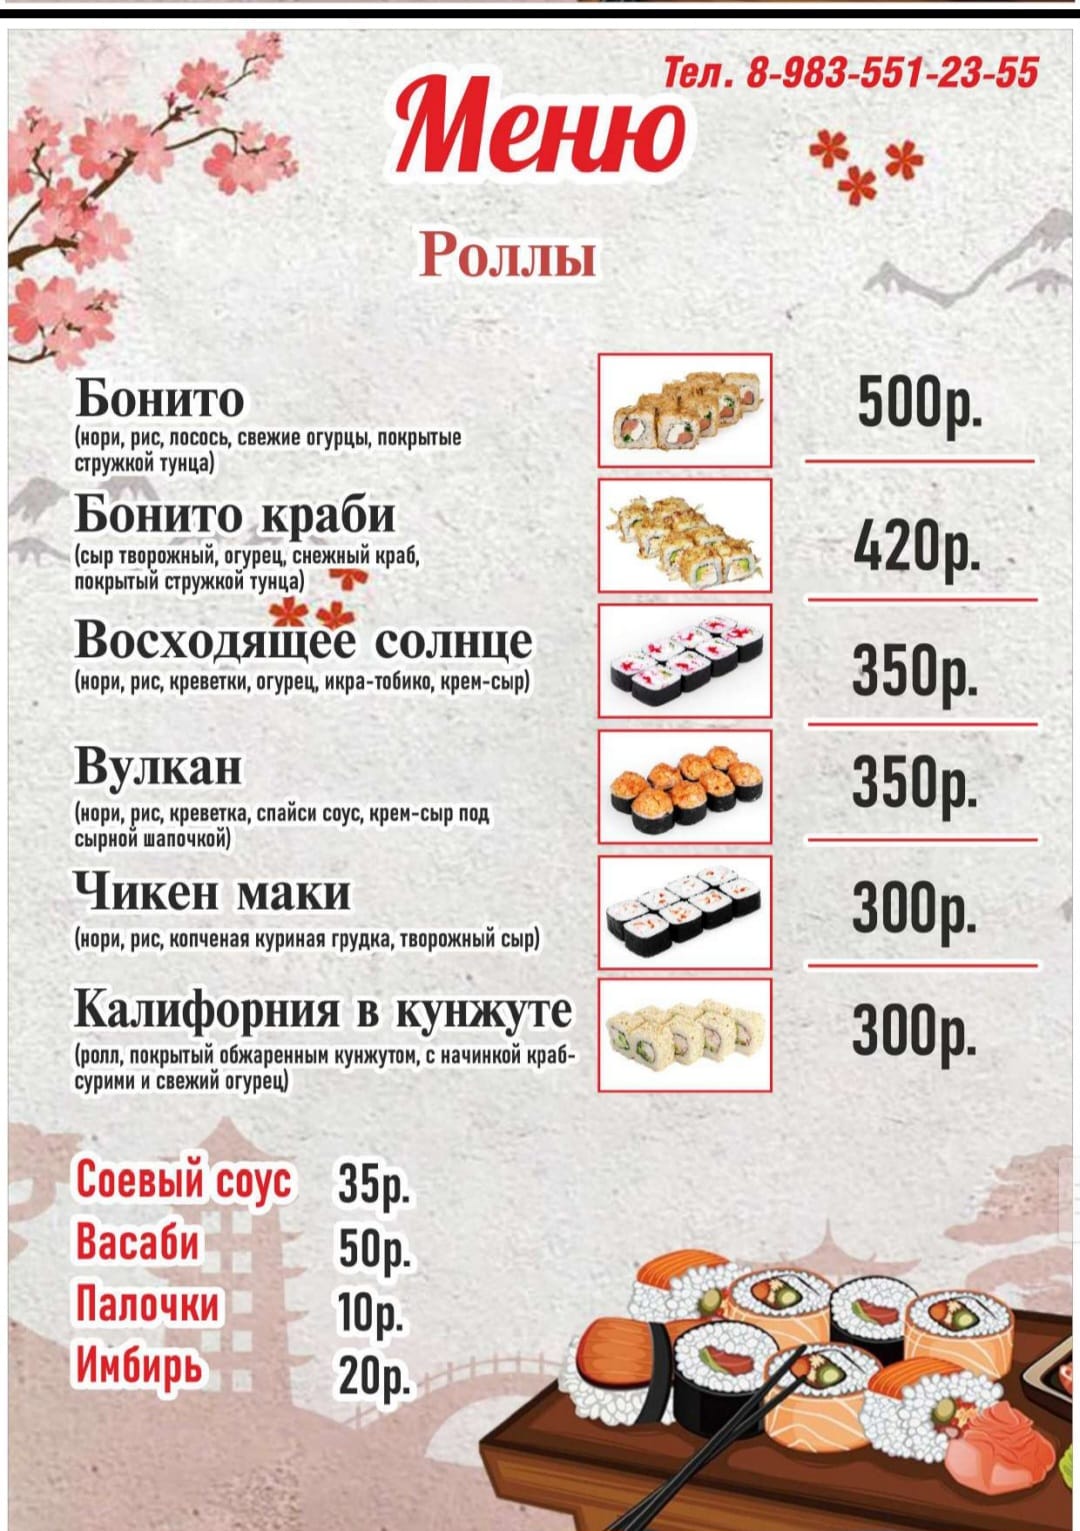 Тел. 8-983-551-23-55
Меню
Роллы
Бонито
(нори, рис, лосось, свежие огурцы, покрытые
стружкой тунца)
500р.
Бонито краби
(сыр творожный, огурец, снежный краб,
покрытый стружкой тунца)
420р.
Восходящее солнце
(нори, рис, креветки, огурец, икра-тобико, крем-сыр)
350р.
Вулкан
(нори, рис, креветка, спайси соус, крем-сыр под
сырной шапочкой)
350р.
Чикен маки
(нори, рис, копченая куриная грудка, творожный сыр)
300р.
Калифорния в кунжуте
(ролл, покрытый обжаренным кунжутом, с начинкой краб-
сурими и свежий огурец)
300р.
Соевый соус 35р.
Васаби 50р.
Палочки 10р.
Имбирь 20р.